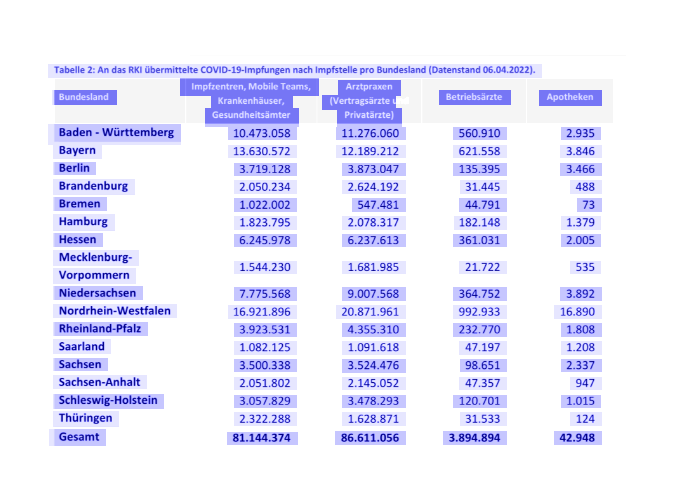 Tabelle 2: An das RKI übermittelte COVID-19-Impfungen nach Impfstelle pro Bundesland (Datenstand 06.04.2022).
Bundesland Impfzentren, Mobile Teams, Krankenhäuser, Gesundheitsämter Arztpraxen (Vertragsärzte und Privatärzte) Betriebsärzte Apotheken
Baden - Württemberg 10.473.058 11.276.060 560.910 2.935
Bayern 13.630.572 12.189.212 621.558 3.846
Berlin 3.719.128 3.873.047 135.395 3.466
Brandenburg 2.050.234 2.624.192 31.445 488
Bremen 1.022.002 547.481 44.791 73
Hamburg 1.823.795 2.078.317 182.148 1.379
Hessen 6.245.978 6.237.613 361.031 2.005
Mecklenburg-
Vorpommern 1.544.230 1.681.985 21.722 535
Niedersachsen 7.775.568 9.007.568 364.752 3.892
Nordrhein-Westfalen 16.921.896 20.871.961 992.933 16.890
Rheinland-Pfalz 3.923.531 4.355.310 232.770 1.808
Saarland 1.082.125 1.091.618 47.197 1.208
Sachsen 3.500.338 3.524.476 98.651 2.337
Sachsen-Anhalt 2.051.802 2.145.052 47.357 947
Schleswig-Holstein 3.057.829 3.478.293 120.701 1.015
Thüringen 2.322.288 1.628.871 31.533 124
Gesamt 81.144.374 86.611.056 3.894.894 42.948